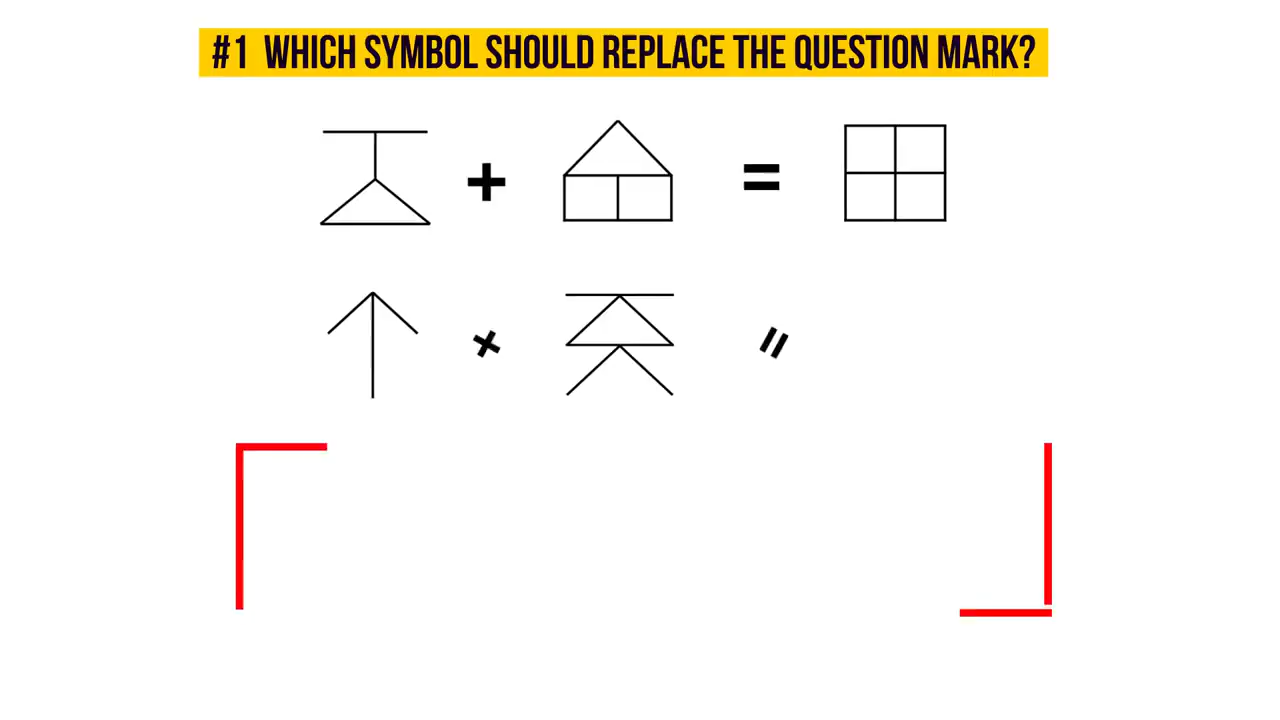 #1 WHICH SYMBOL SHOULD REPLACE THE QUESTION MARK?
+ =
+ =